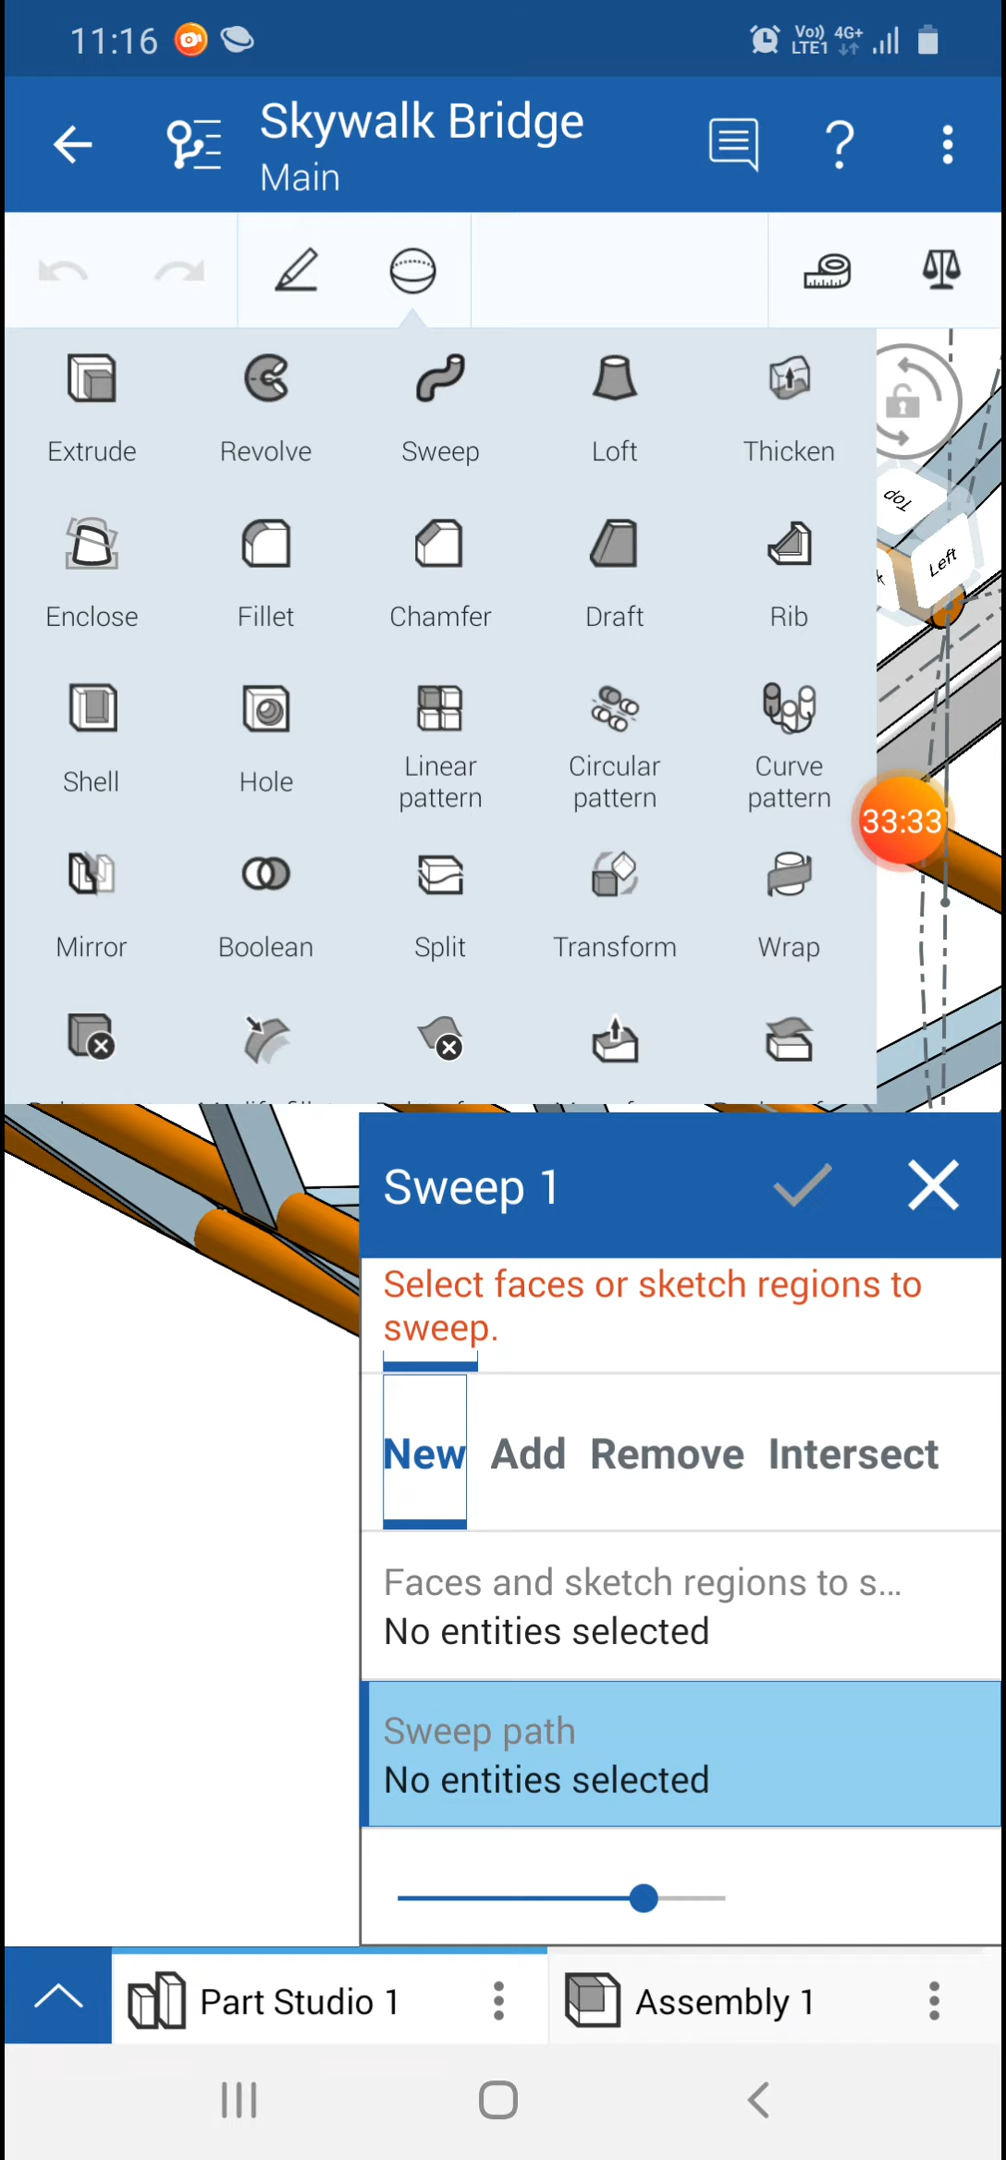 11:16
Vo)) 4G+
LTE1
Skywalk Bridge
Main
Extrude Revolve Sweep Loft Thicken
Enclose Fillet Chamfer Draft Rib
Shell Hole Linear pattern Circular pattern Curve pattern
Mirror Boolean Split Transform Wrap
Top
Left
33:33
Sweep 1
Select faces or sketch regions to
sweep.
New Add Remove Intersect
Faces and sketch regions to s...
No entities selected
Sweep path
No entities selected
Part Studio 1
Assembly 1